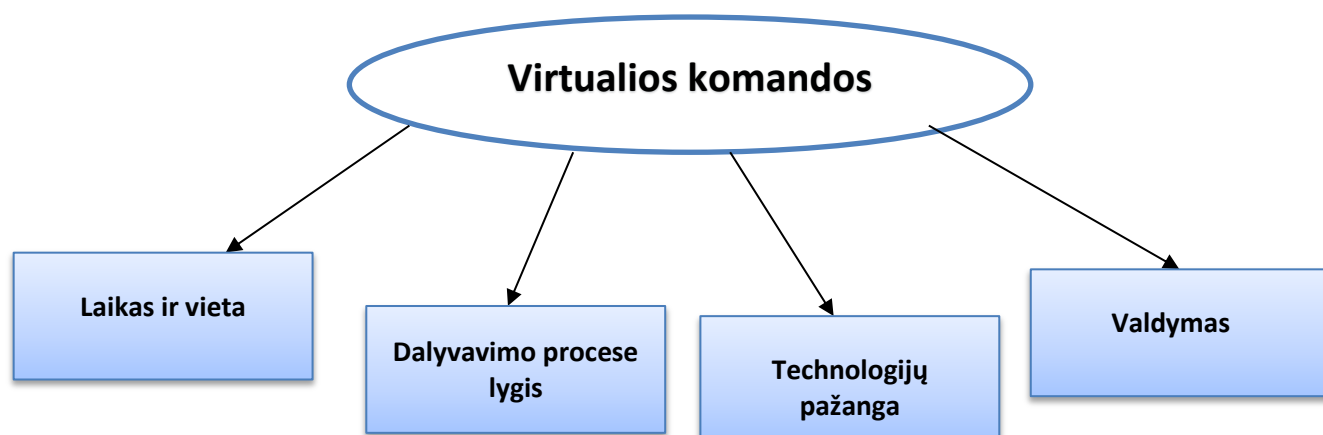 Virtualios komandos
Laikas ir vieta
Dalyvavimo procese
lygis
Technologijų
pažanga
Valdymas